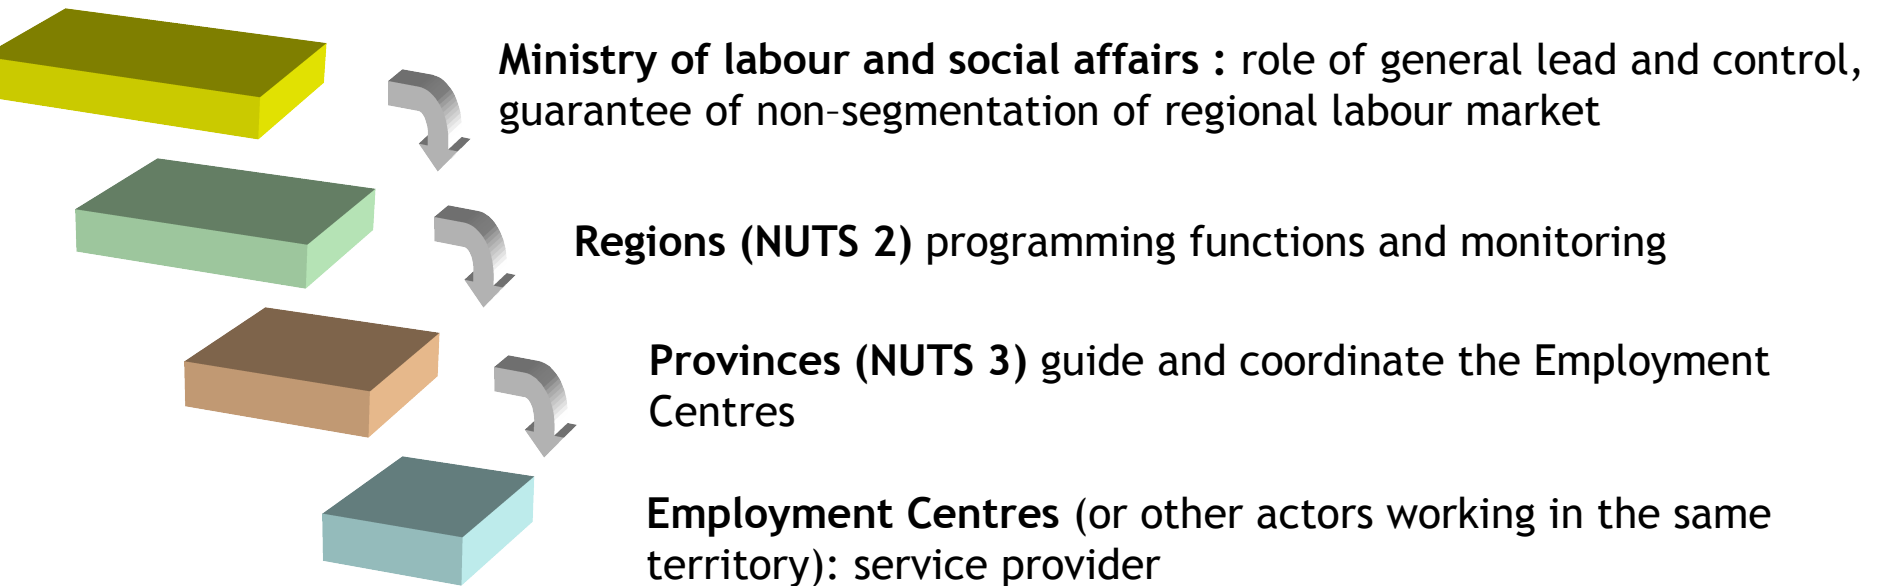 Ministry of labour and social affairs : role of general lead and control,
guarantee of non-segmentation of regional labour market
Regions (NUTS 2) programming functions and monitoring
Provinces (NUTS 3) guide and coordinate the Employment
Centres
Employment Centres (or other actors working in the same
territory): service provider